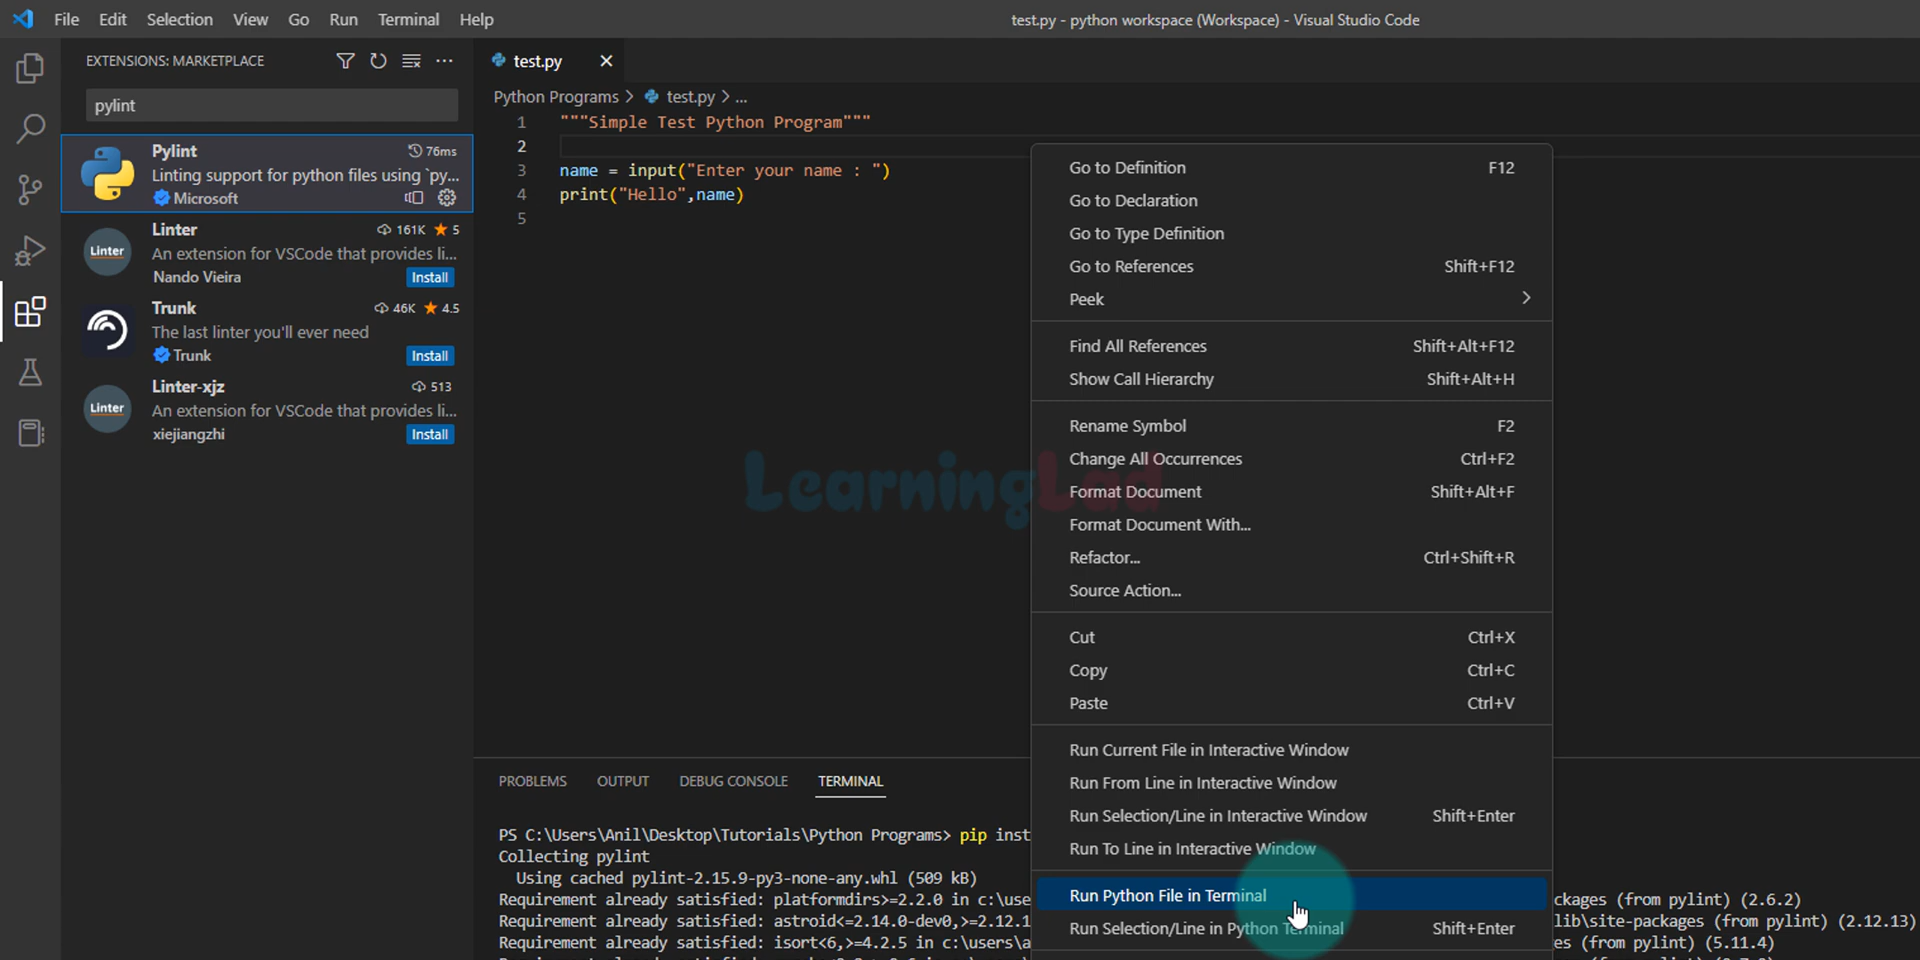 File Edit Selection View Go Run Terminal Help
test.py - python workspace (Workspace) - Visual Studio Code
EXTENSIONS: MARKETPLACE
pylint
Pylint 76ms
Linting support for python files using `py...
Microsoft
Linter 161K 5
Linter
An extension for VSCode that provides li...
Nando Vieira Install
Trunk 46K 4.5
The last linter you'll ever need
Trunk Install
Linter-xjz 513
Linter
An extension for VSCode that provides li...
xiejiangzhi Install
test.py
Python Programs > test.py > ...
1 """Simple Test Python Program"""
2
3 name = input("Enter your name : ")
4 print("Hello",name)
5
LearningLad
Go to Definition F12
Go to Declaration
Go to Type Definition
Go to References Shift+F12
Peek
Find All References Shift+Alt+F12
Show Call Hierarchy Shift+Alt+H
Rename Symbol F2
Change All Occurrences Ctrl+F2
Format Document Shift+Alt+F
Format Document With...
Refactor... Ctrl+Shift+R
Source Action...
Cut Ctrl+X
Copy Ctrl+C
Paste Ctrl+V
Run Current File in Interactive Window
Run From Line in Interactive Window
Run Selection/Line in Interactive Window Shift+Enter
Run To Line in Interactive Window
Run Python File in Terminal
Run Selection/Line in Python Terminal Shift+Enter
PROBLEMS OUTPUT DEBUG CONSOLE TERMINAL
PS C:\Users\Anil\Desktop\Tutorials\Python Programs> pip inst
Collecting pylint
Using cached pylint-2.15.9-py3-none-any.whl (509 kB)
Requirement already satisfied: platformdirs>=2.2.0 in c:\use ckages (from pylint) (2.6.2)
Requirement already satisfied: astroid<=2.14.0-dev0,>=2.12.1 lib\site-packages (from pylint) (2.12.13)
Requirement already satisfied: isort<6,>=4.2.5 in c:\users\a es (from pylint) (5.11.4)